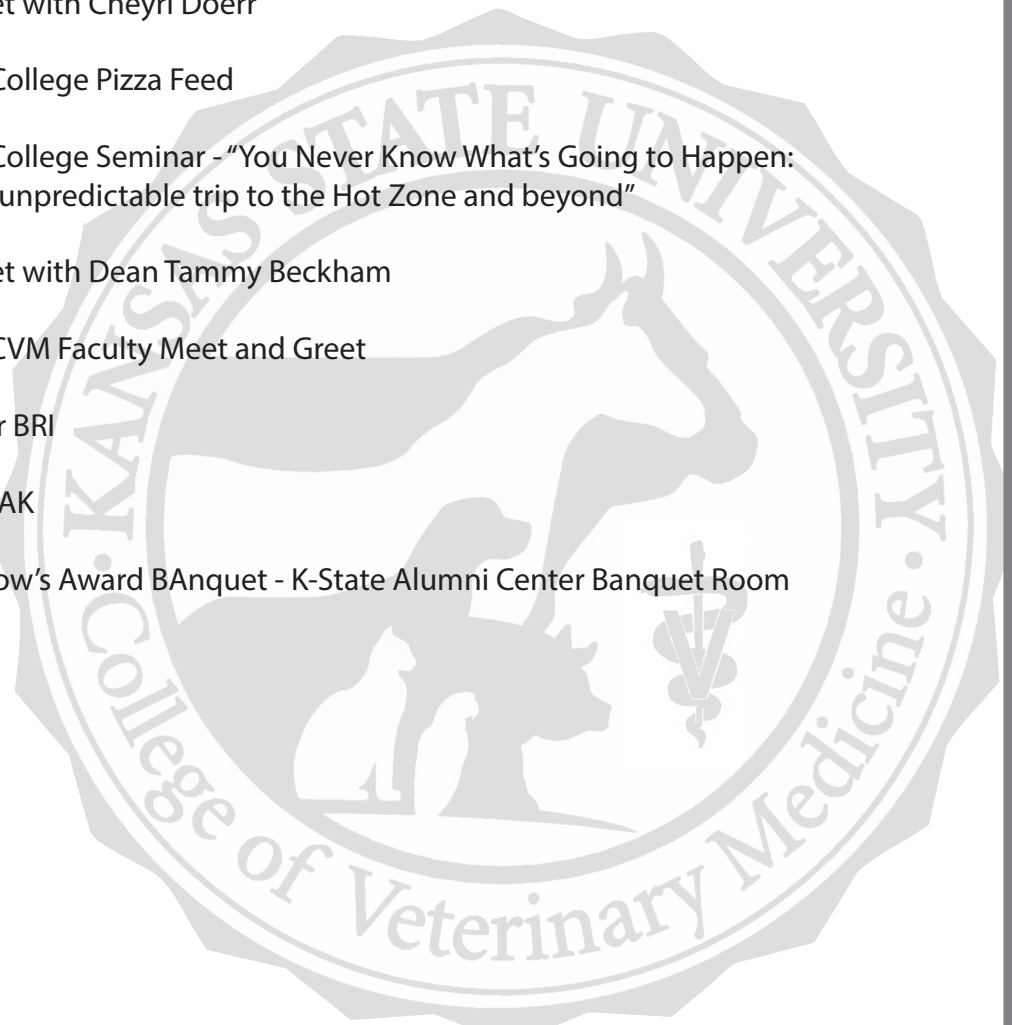 et with Cheyrl Doerr
College Pizza Feed
College Seminar - “You Never Know What’s Going to Happen:
unpredictable trip to the Hot Zone and beyond”
et with Dean Tammy Beckham
CVM Faculty Meet and Greet
r BRI
AK
ow’s Award BAnquet - K-State Alumni Center Banquet Room
KANSAS STATE UNIVERSITY
College of Veterinary Medicine
V